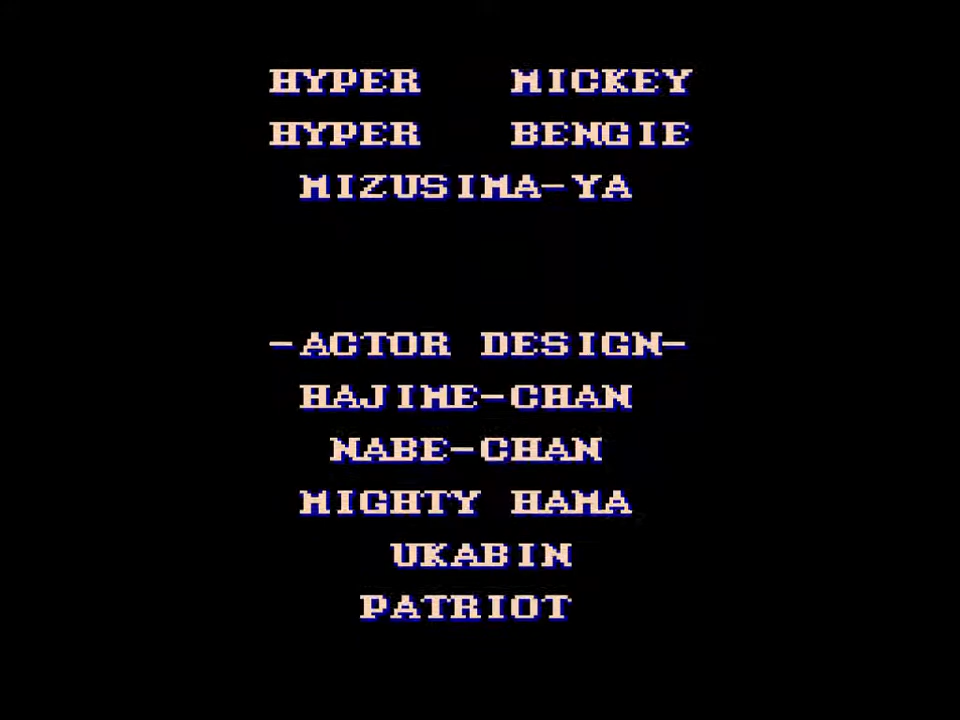 HYPER MICKEY
HYPER BENGIE
MIZUSIMA-YA
-ACTOR DESIGN-
HAJIME-CHAN
NABE-CHAN
MIGHTY HAMA
UKABIN
PATRIOT